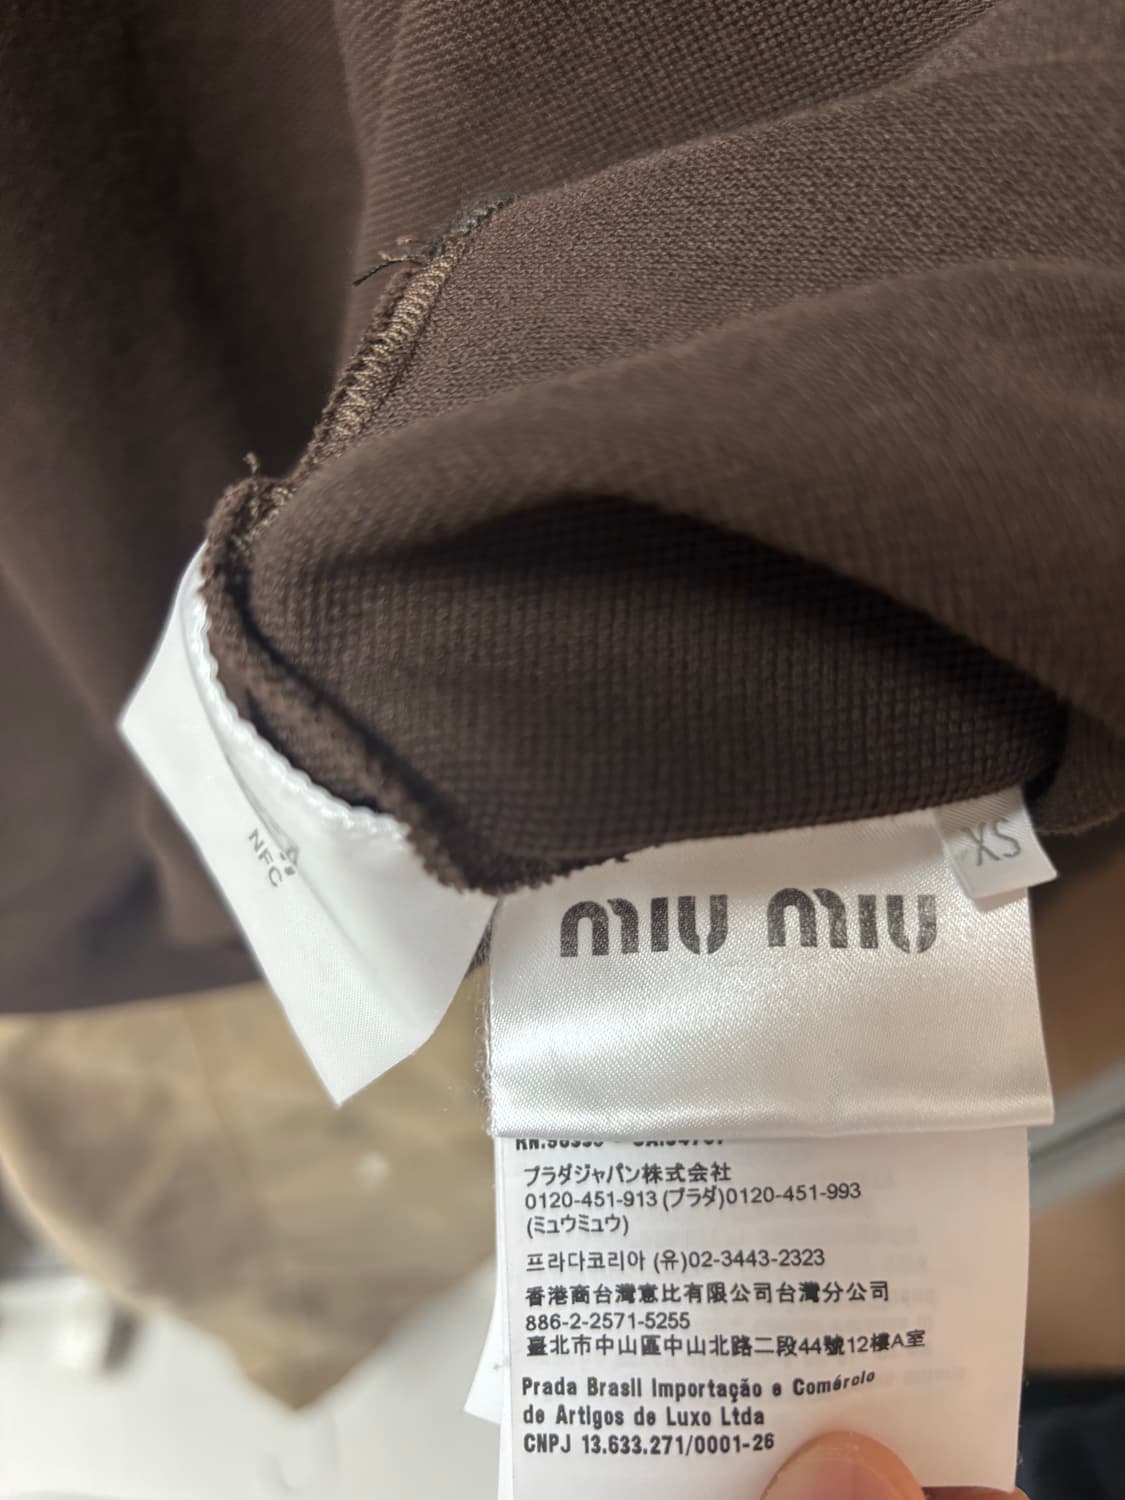 NFC
XS
MIU MIU
プラダジャパン株式会社
0120-451-913 (プラダ)0120-451-993
(ミュウミュウ)
프라다코리아 (유)02-3443-2323
香港商台灣意比有限公司台灣分公司
886-2-2571-5255
臺北市中山區中山北路二段44號12樓A室
Prada Brasil Importação e Comércio
de Artigos de Luxo Ltda
CNPJ 13.633.271/0001-26